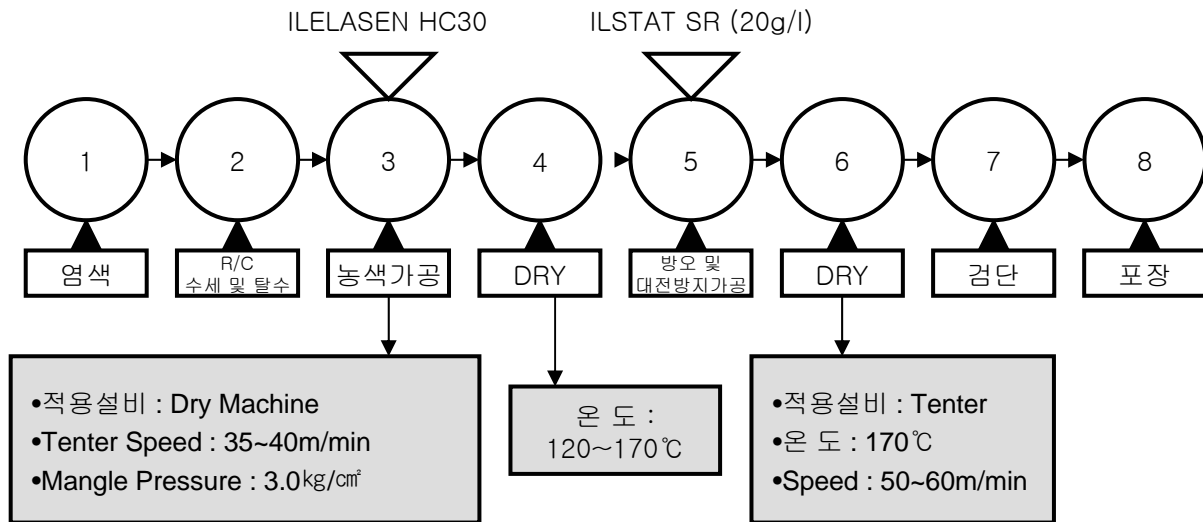 ILELASEN HC30
ILSTAT SR (20g/l)
1
2
3
4
5
6
7
8
염색
R/C
수세 및 탈수
농색가공
DRY
방오 및
대전방지가공
DRY
검단
포장
•적용설비 : Dry Machine
•Tenter Speed : 35~40m/min
•Mangle Pressure : 3.0㎏/㎠
온 도 :
120～170℃
•적용설비 : Tenter
•온 도 : 170℃
•Speed : 50~60m/min